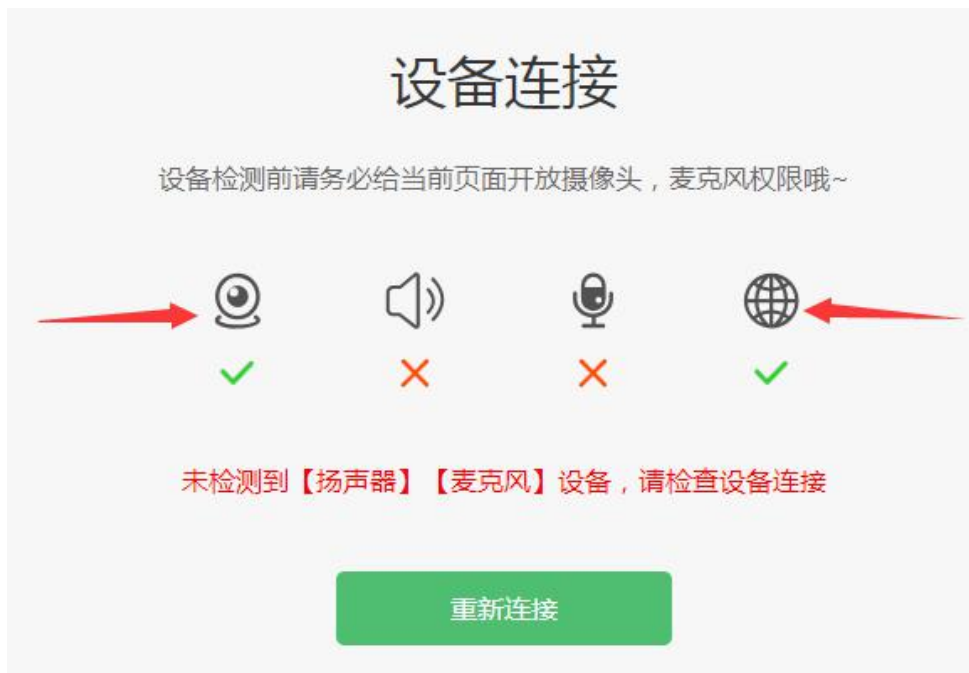 设备连接
设备检测前请务必给当前页面开放摄像头，麦克风权限哦~
未检测到【扬声器】【麦克风】设备，请检查设备连接
重新连接